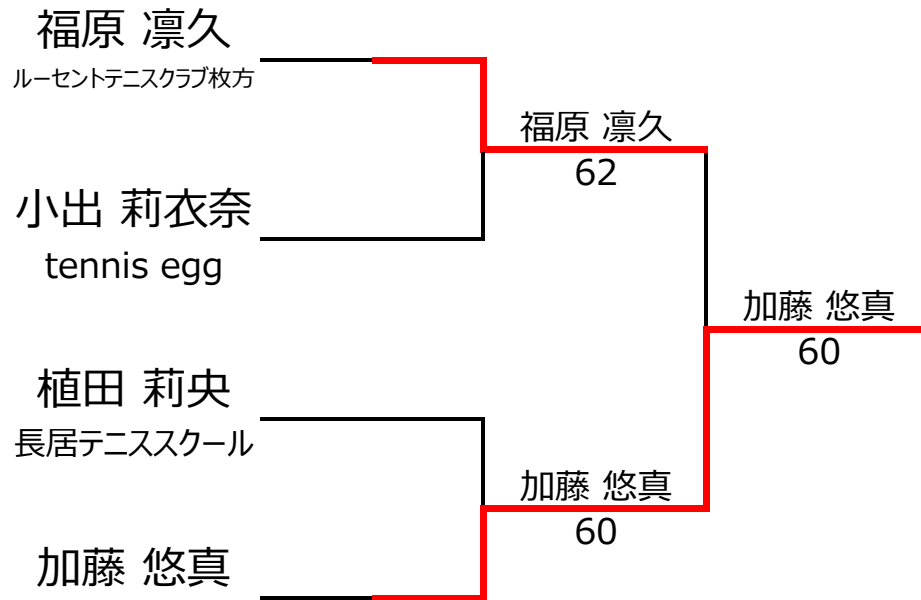 福原 凛久
ルーセントテニスクラブ枚方
福原 凛久
62
小出 莉衣奈
tennis egg
加藤 悠真
60
植田 莉央
長居テニススクール
加藤 悠真
60
加藤 悠真